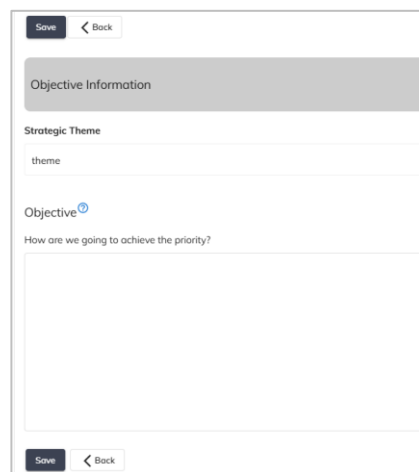 Save Back
Objective Information
Strategic Theme
theme
Objective ?
How are we going to achieve the priority?
Save Back